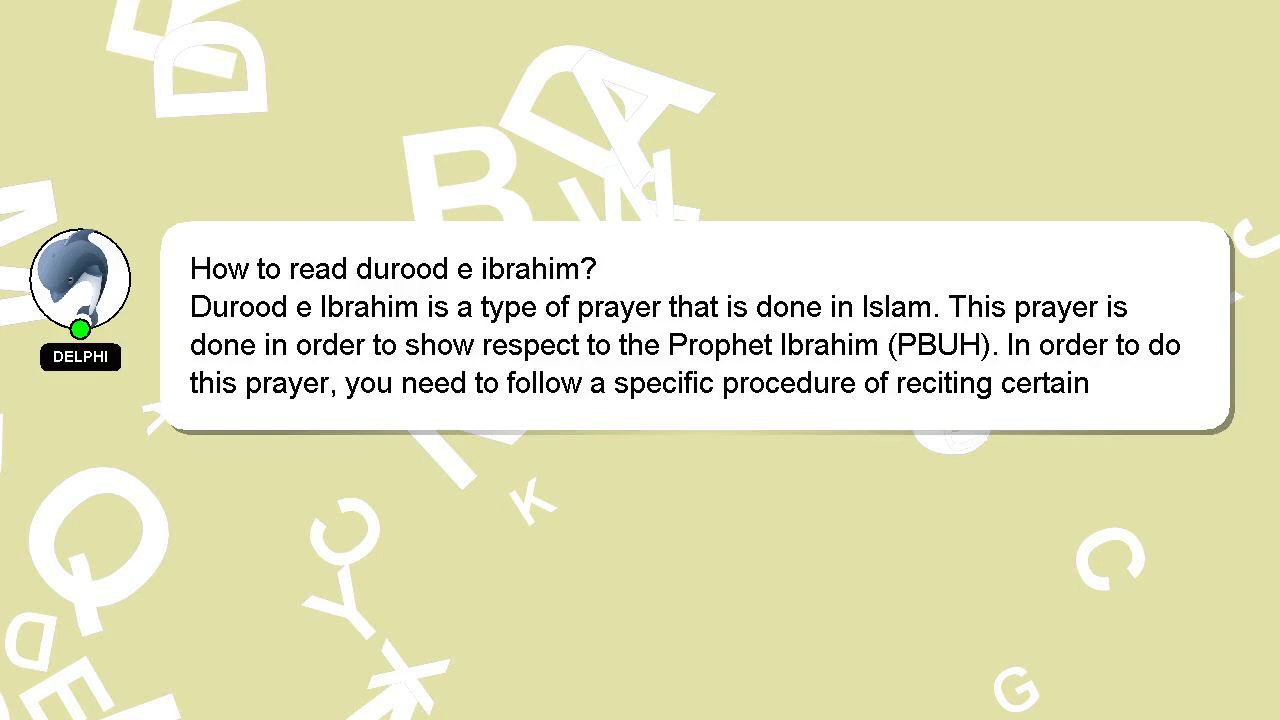 How to read durood e ibrahim?
Durood e Ibrahim is a type of prayer that is done in Islam. This prayer is
done in order to show respect to the Prophet Ibrahim (PBUH). In order to do
this prayer, you need to follow a specific procedure of reciting certain
DELPHI